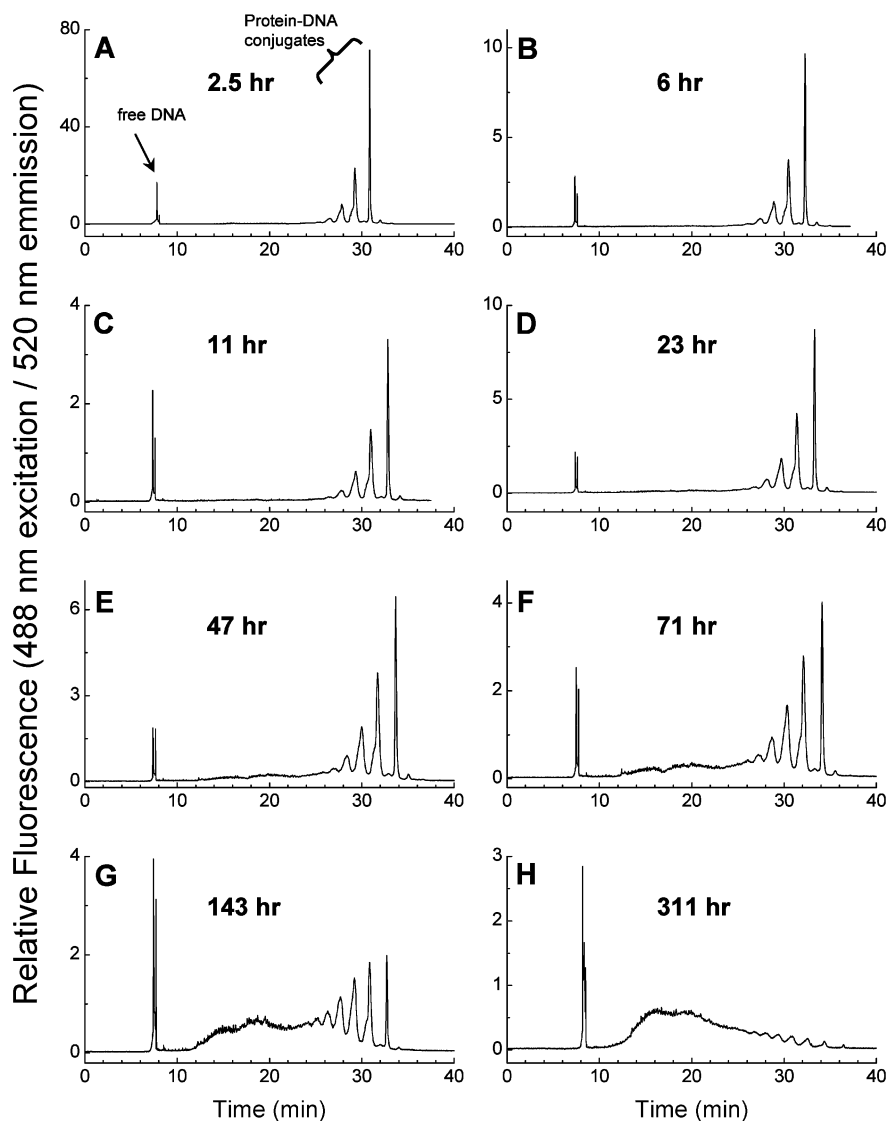 Relative Fluorescence (488 nm excitation / 520 nm emmission)
A
2.5 hr
free DNA
Protein-DNA
conjugates
80
40
0
0 10 20 30 40
B
6 hr
10
5
0
0 10 20 30 40
C
11 hr
4
2
0
0 10 20 30 40
D
23 hr
10
5
0
0 10 20 30 40
E
47 hr
6
3
0
0 10 20 30 40
F
71 hr
4
2
0
0 10 20 30 40
G
143 hr
4
2
0
0 10 20 30 40
Time (min)
H
311 hr
3
2
1
0
0 10 20 30 40
Time (min)